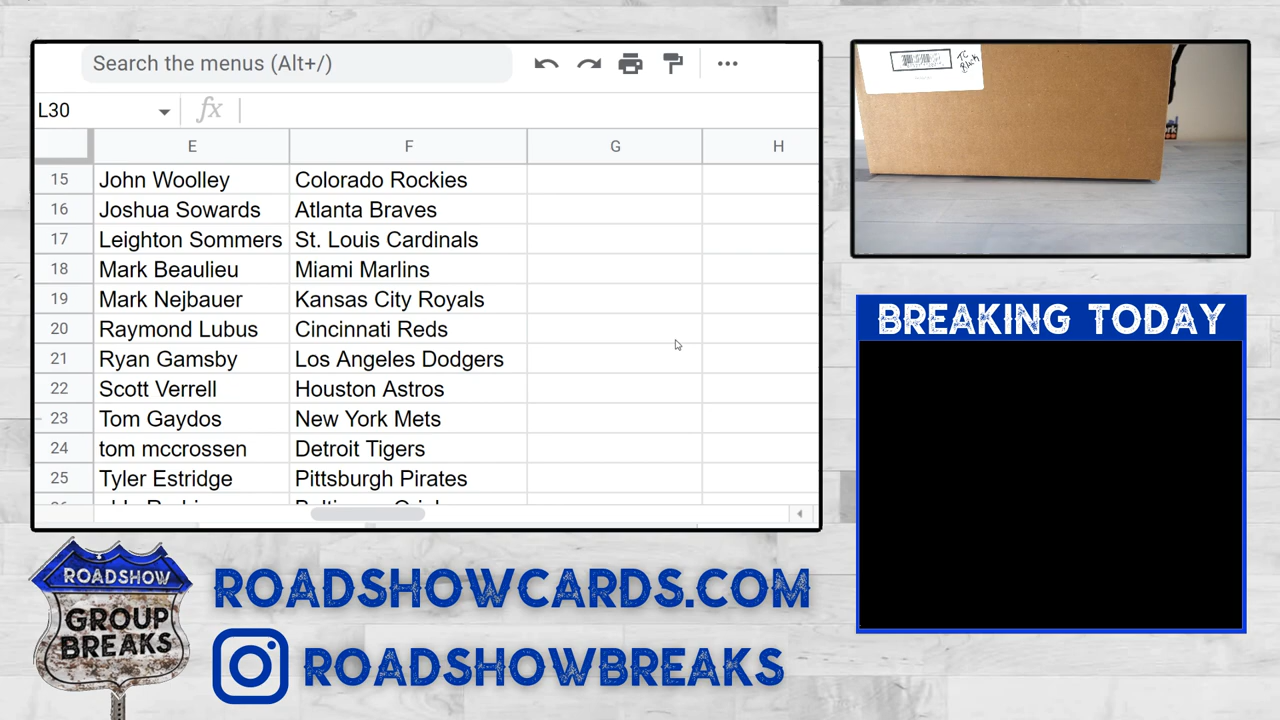 Search the menus (Alt+/)
L30
fx
E F G H
15 John Woolley Colorado Rockies
16 Joshua Sowards Atlanta Braves
17 Leighton Sommers St. Louis Cardinals
18 Mark Beaulieu Miami Marlins
19 Mark Nejbauer Kansas City Royals
20 Raymond Lubus Cincinnati Reds
21 Ryan Gamsby Los Angeles Dodgers
22 Scott Verrell Houston Astros
23 Tom Gaydos New York Mets
24 tom mccrossen Detroit Tigers
25 Tyler Estridge Pittsburgh Pirates
BREAKING TODAY
ROADSHOW
GROUP
BREAKS
ROADSHOWCARDS.COM
ROADSHOWBREAKS